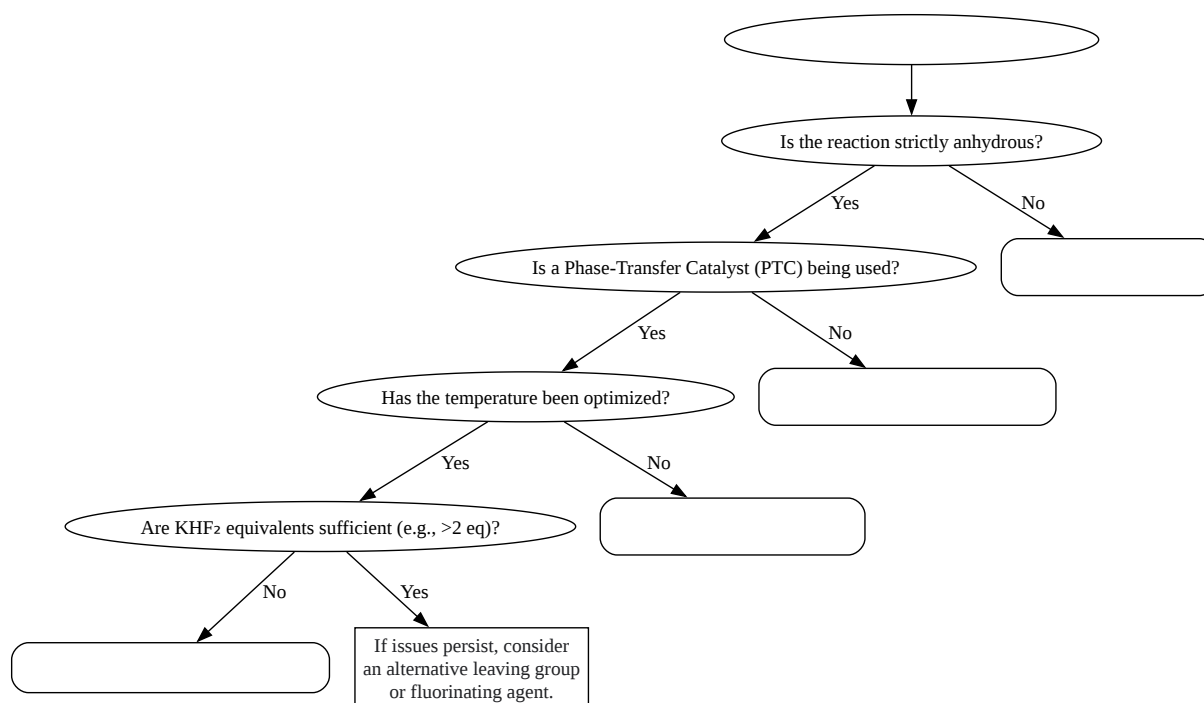 Is the reaction strictly anhydrous?
Yes
No
Is a Phase-Transfer Catalyst (PTC) being used?
Yes
No
Has the temperature been optimized?
Yes
No
Are KHF₂ equivalents sufficient (e.g., >2 eq)?
No
Yes
If issues persist, consider
an alternative leaving group
or fluorinating agent.